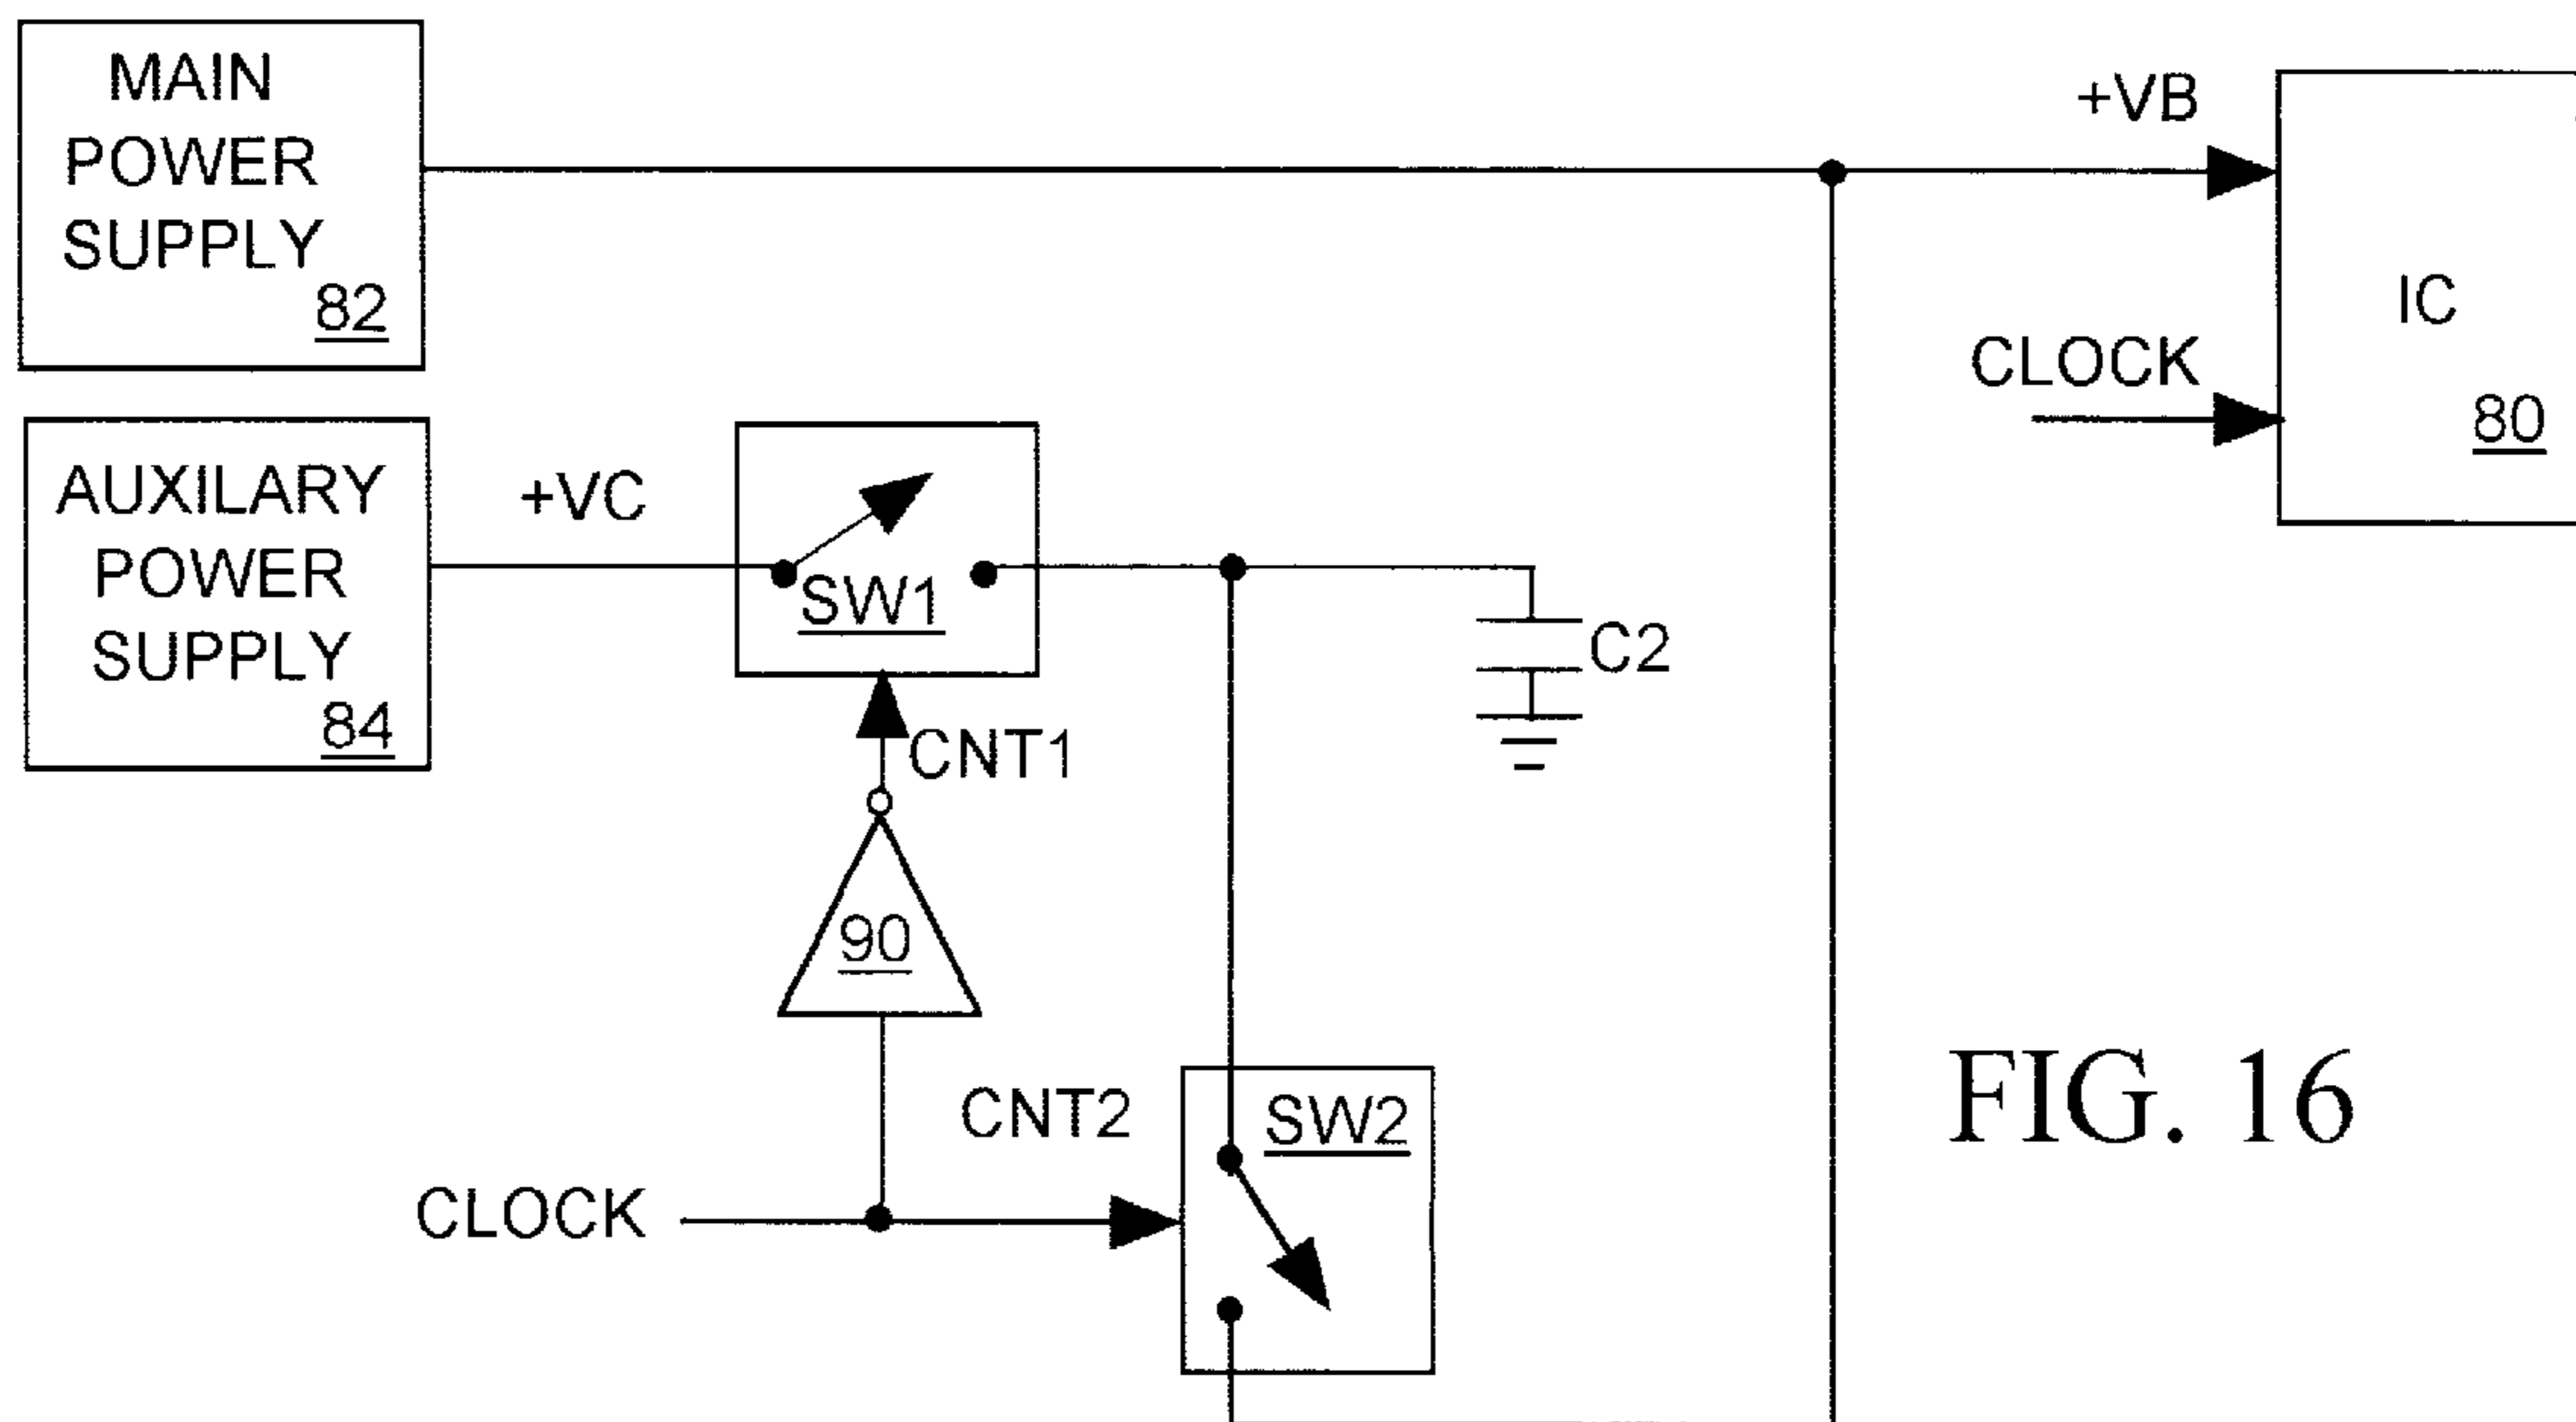 MAIN
POWER
SUPPLY
82
+VB
IC
CLOCK
80
AUXILARY
POWER
SUPPLY
84
+VC
SW1
C2
CNT1
90
CNT2
SW2
CLOCK
FIG. 16